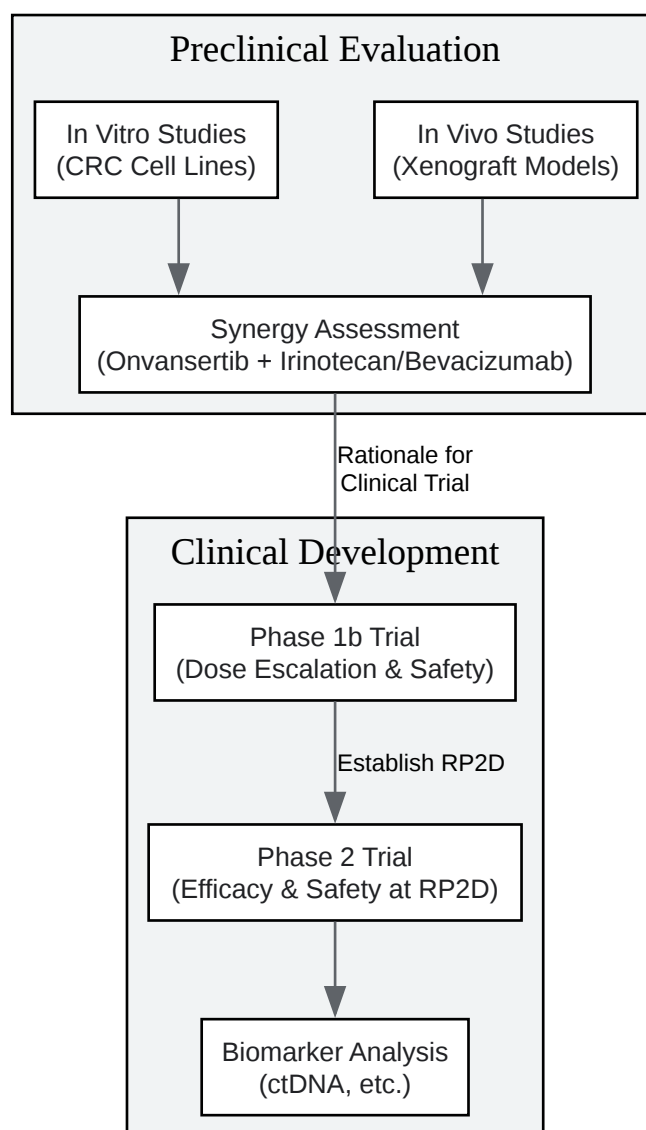 Preclinical Evaluation
In Vitro Studies
(CRC Cell Lines)
In Vivo Studies
(Xenograft Models)
Synergy Assessment
(Onvansertib + Irinotecan/Bevacizumab)
Rationale for
Clinical Trial
Clinical Development
Phase 1b Trial
(Dose Escalation & Safety)
Establish RP2D
Phase 2 Trial
(Efficacy & Safety at RP2D)
Biomarker Analysis
(ctDNA, etc.)